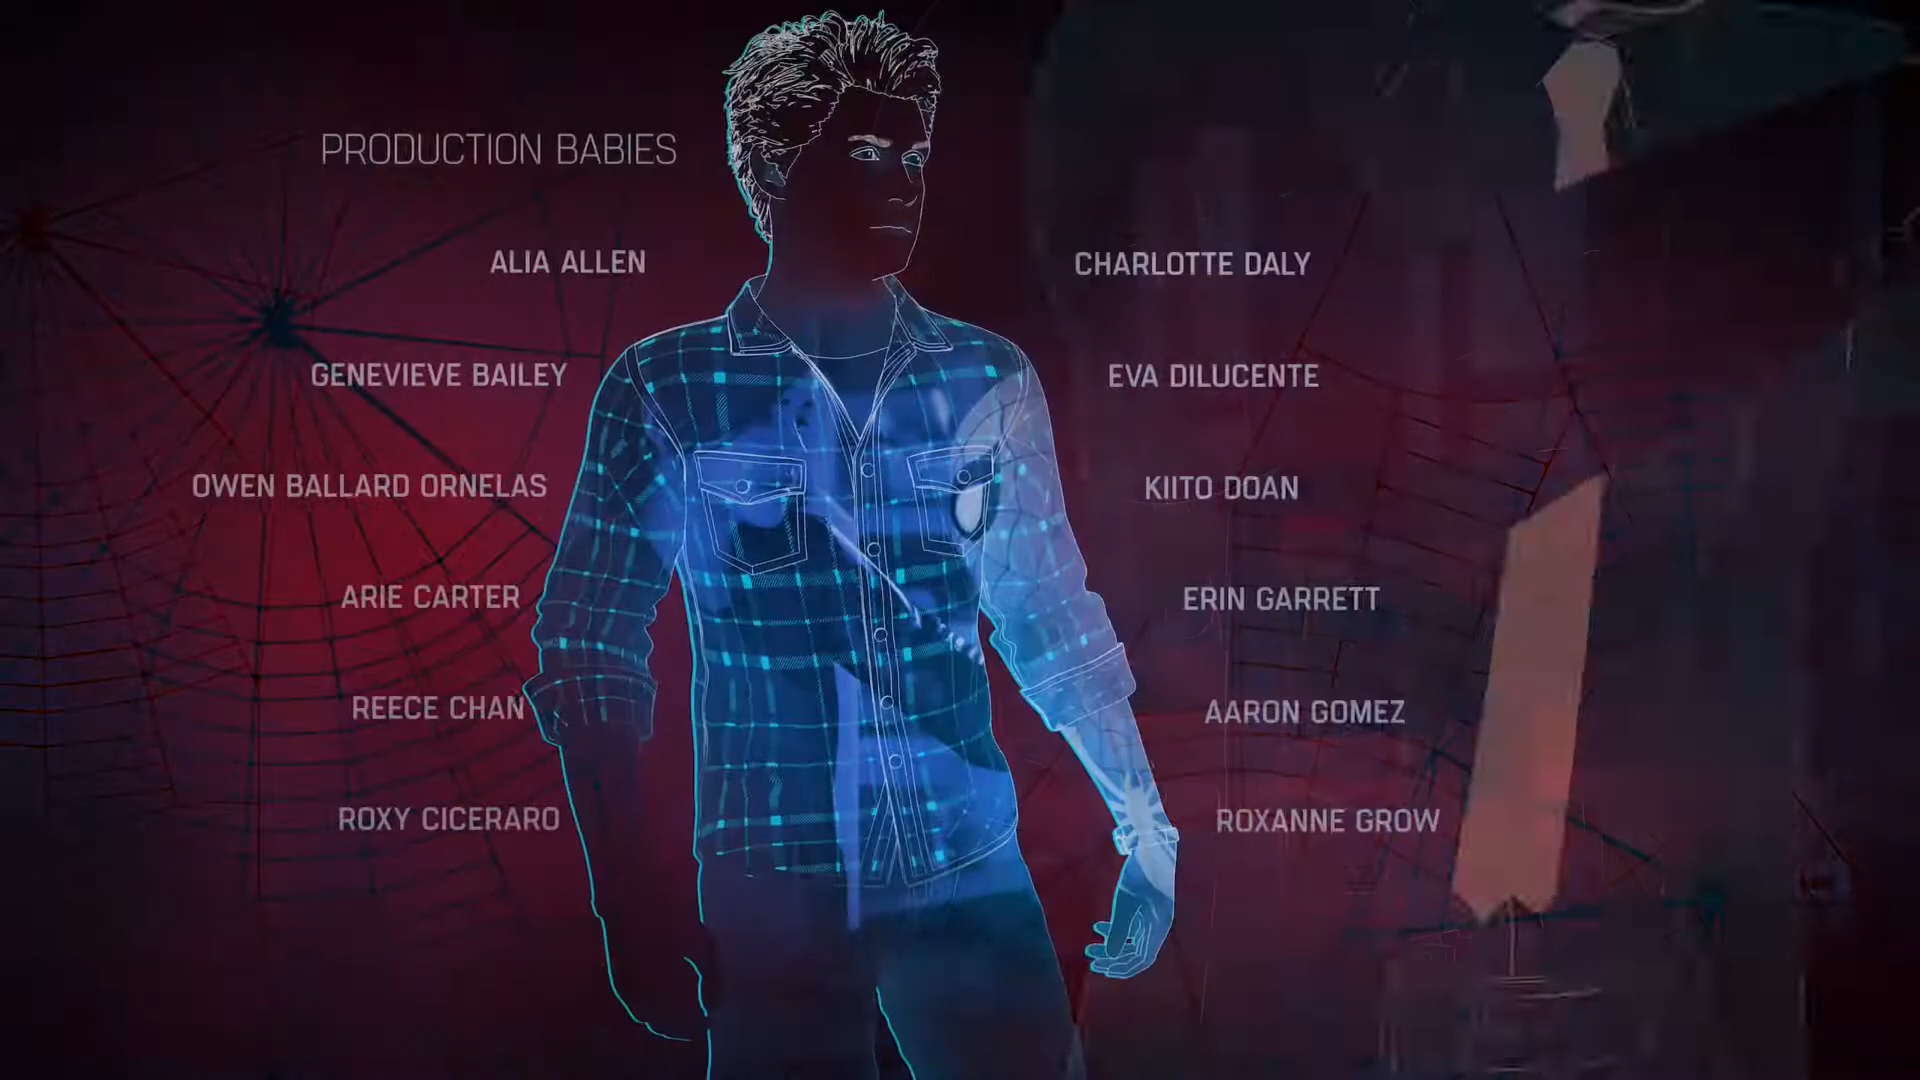 PRODUCTION BABIES
ALIA ALLEN
CHARLOTTE DALY
GENEVIEVE BAILEY
EVA DILUCENTE
OWEN BALLARD ORNELAS
KIITO DOAN
ARIE CARTER
ERIN GARRETT
REECE CHAN
AARON GOMEZ
ROXY CICERARO
ROXANNE GROW